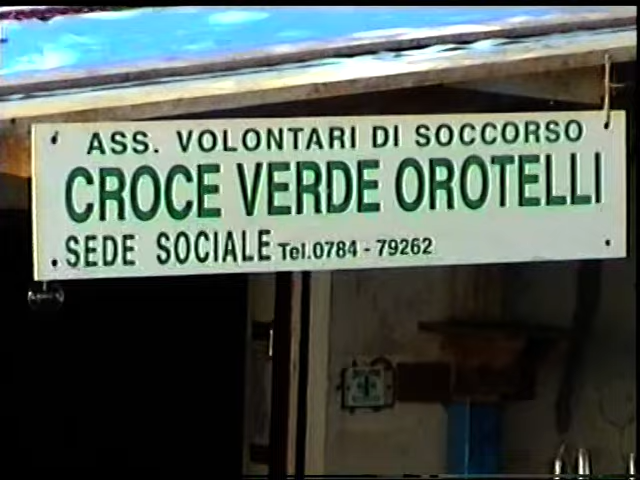 ASS. VOLONTARI DI SOCCORSO
CROCE VERDE OROTELLI
SEDE SOCIALE Tel.0784 - 79262